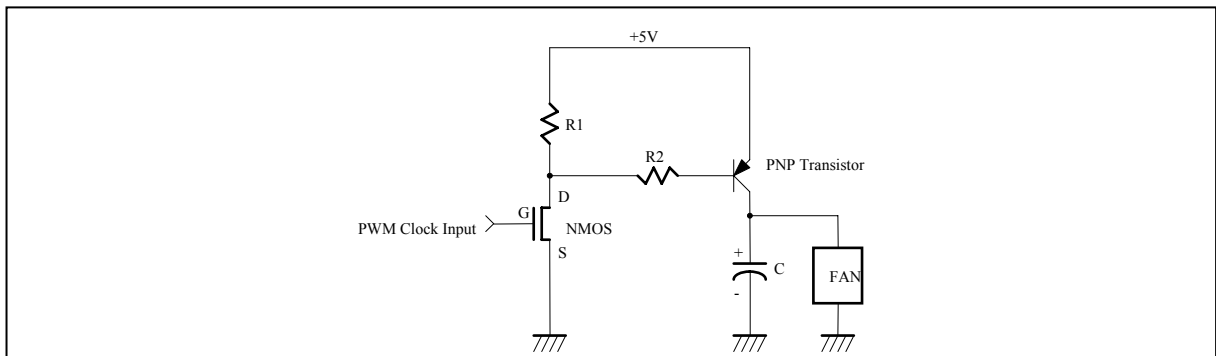 +5V
R1
R2
PNP Transistor
D
G
PWM Clock Input
NMOS
S
+
C
-
FAN